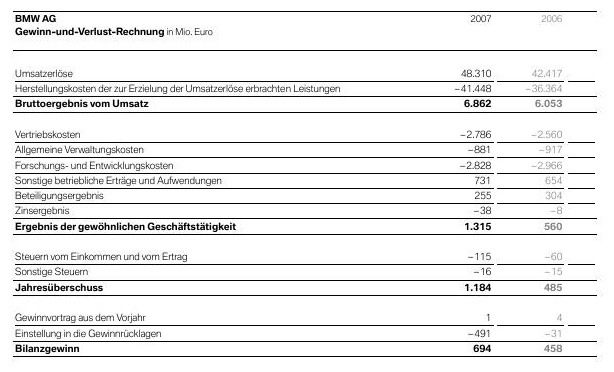 BMW AG 2007 2006
Gewinn-und-Verlust-Rechnung in Mio. Euro
Umsatzerlöse 48.310 42.417
Herstellungskosten der zur Erzielung der Umsatzerlöse erbrachten Leistungen –41.448 –36.364
Bruttoergebnis vom Umsatz 6.862 6.053
Vertriebskosten –2.786 –2.560
Allgemeine Verwaltungskosten –881 –917
Forschungs- und Entwicklungskosten –2.828 –2.966
Sonstige betriebliche Erträge und Aufwendungen 731 654
Beteiligungsergebnis 255 304
Zinsergebnis –38 –8
Ergebnis der gewöhnlichen Geschäftstätigkeit 1.315 560
Steuern vom Einkommen und vom Ertrag –115 –60
Sonstige Steuern –16 –15
Jahresüberschuss 1.184 485
Gewinnvortrag aus dem Vorjahr 1 4
Einstellung in die Gewinnrücklagen –491 –31
Bilanzgewinn 694 458